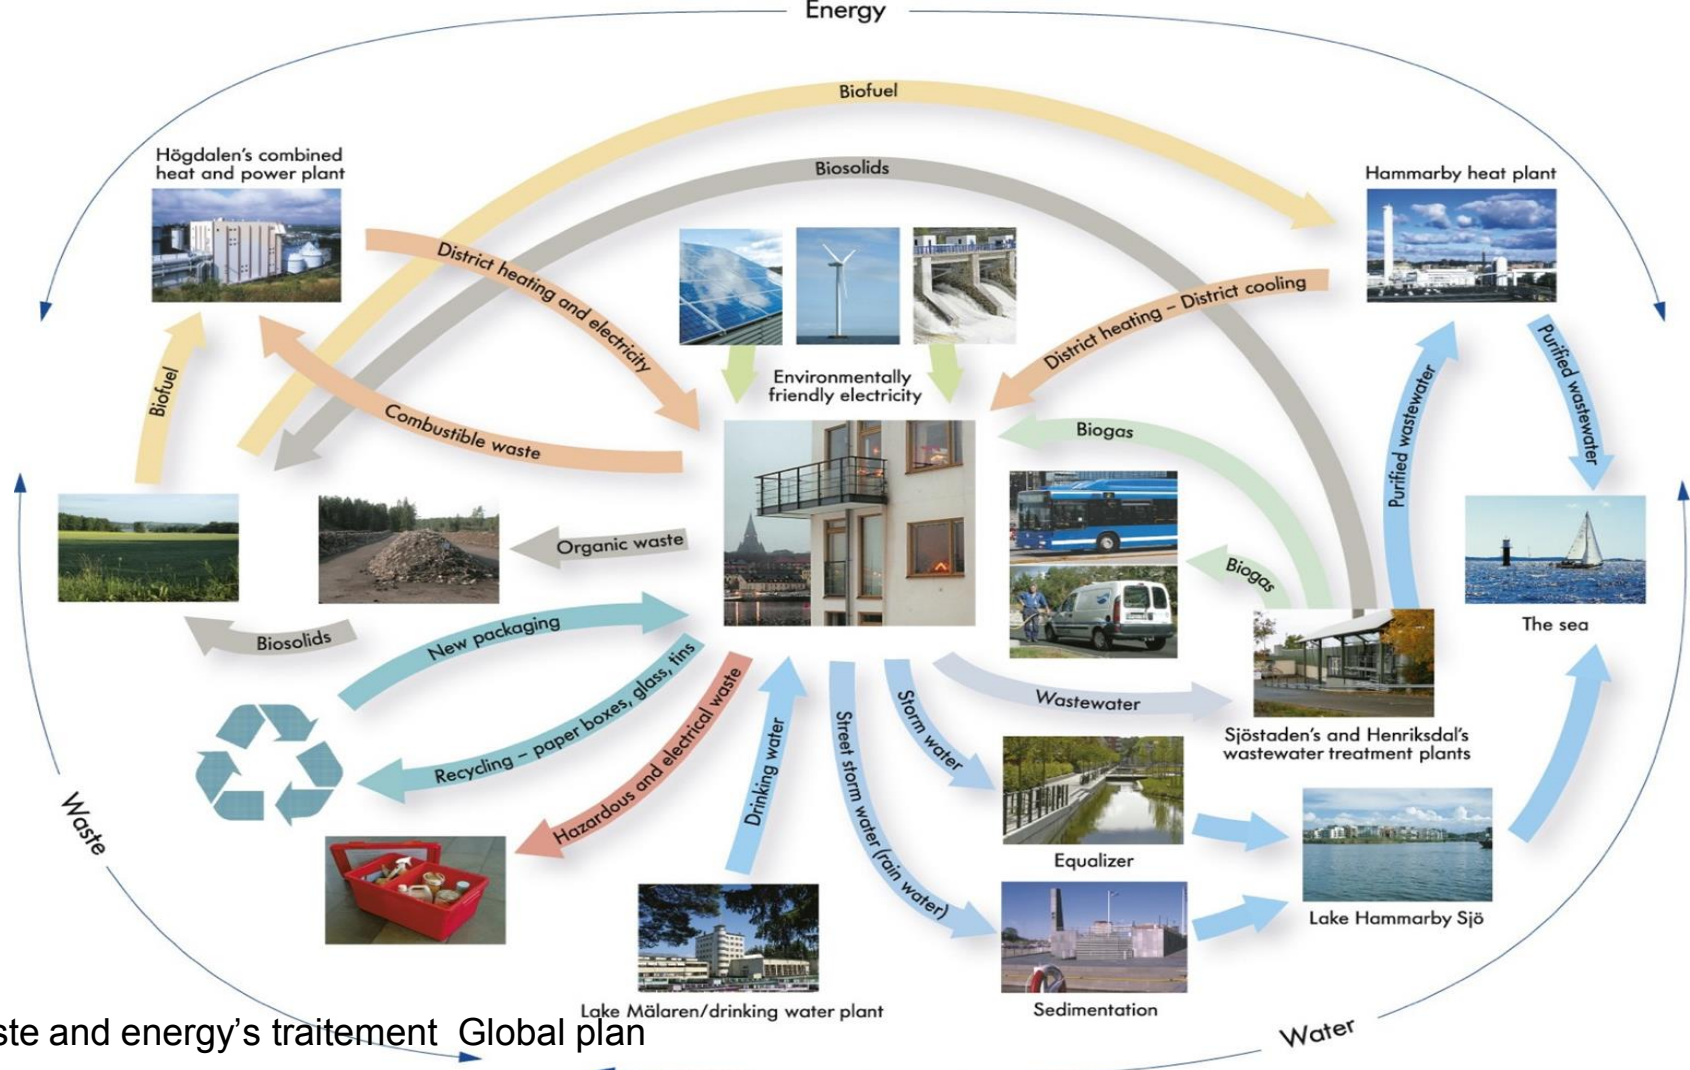 Energy
Biofuel
Biosolids
Högdalen's combined
heat and power plant
Hammarby heat plant
District heating and electricity
District heating – District cooling
Purified wastewater
Biofuel
Combustible waste
Environmentally
friendly electricity
Biogas
Purified wastewater
Organic waste
Biogas
Biosolids
New packaging
The sea
Recycling – paper boxes, glass, tins
Hazardous and electrical waste
Drinking water
Street storm water (rain water)
Storm water
Wastewater
Sjöstaden's and Henriksdal's
wastewater treatment plants
Waste
Equalizer
Lake Hammarby Sjö
Lake Mälaren/drinking water plant
Sedimentation
Water
and energy's traitement Global plan